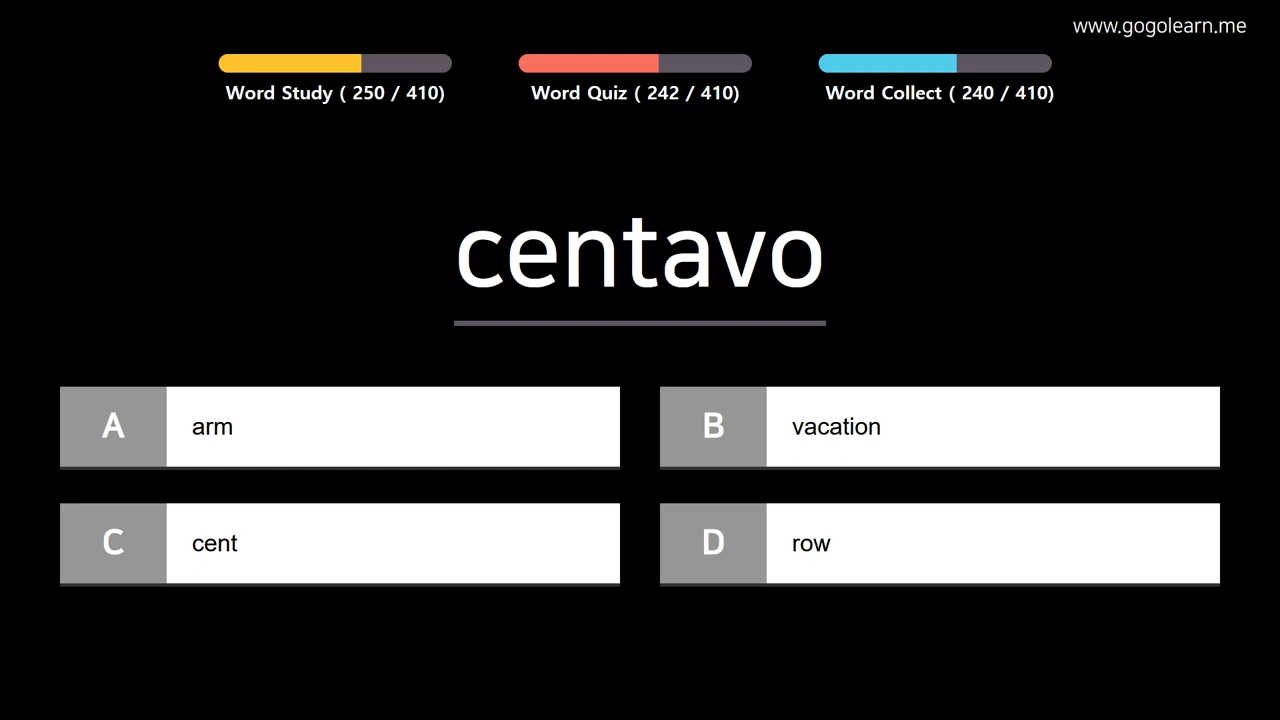 www.gogolearn.me
Word Study ( 250 / 410)
Word Quiz ( 242 / 410)
Word Collect ( 240 / 410)
centavo
A arm
B vacation
C cent
D row